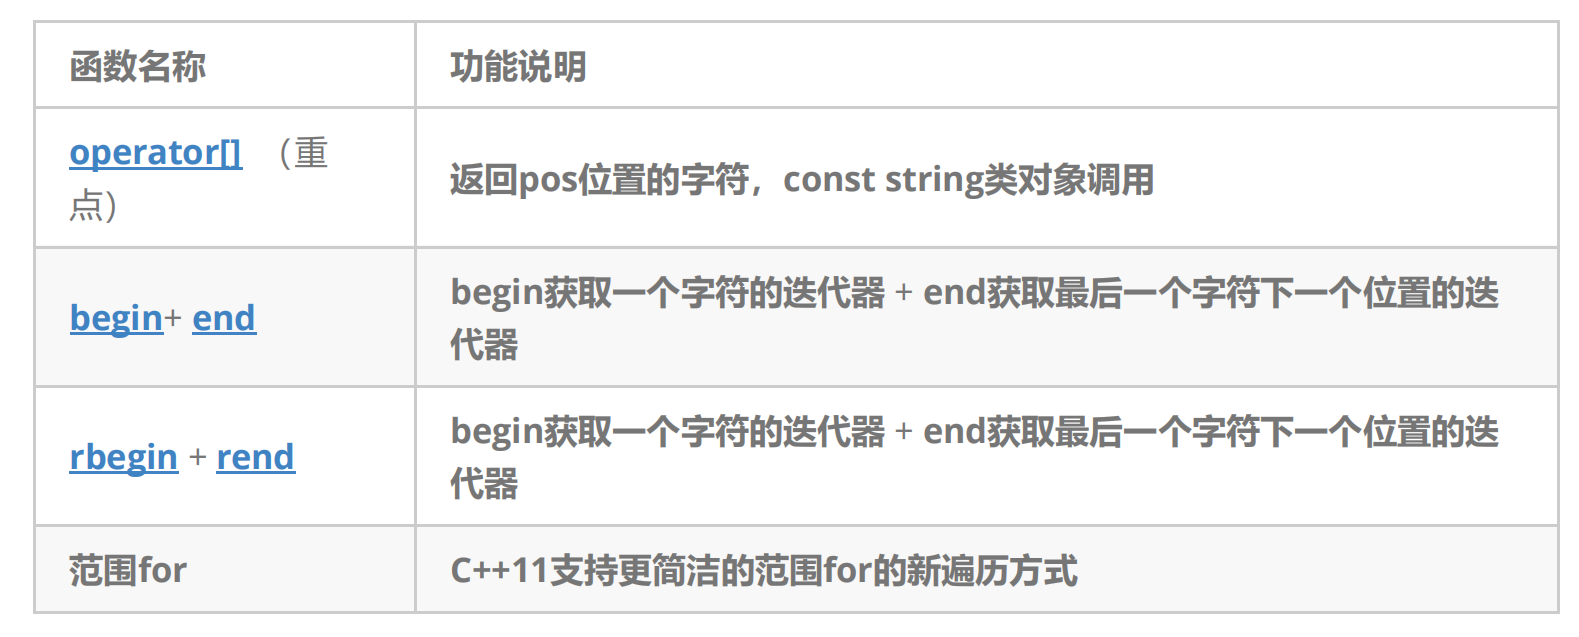 函数名称
功能说明
operator[] （重
点）
返回pos位置的字符，const string类对象调用
begin+ end
begin获取一个字符的迭代器 + end获取最后一个字符下一个位置的迭
代器
rbegin + rend
begin获取一个字符的迭代器 + end获取最后一个字符下一个位置的迭
代器
范围for
C++11支持更简洁的范围for的新遍历方式